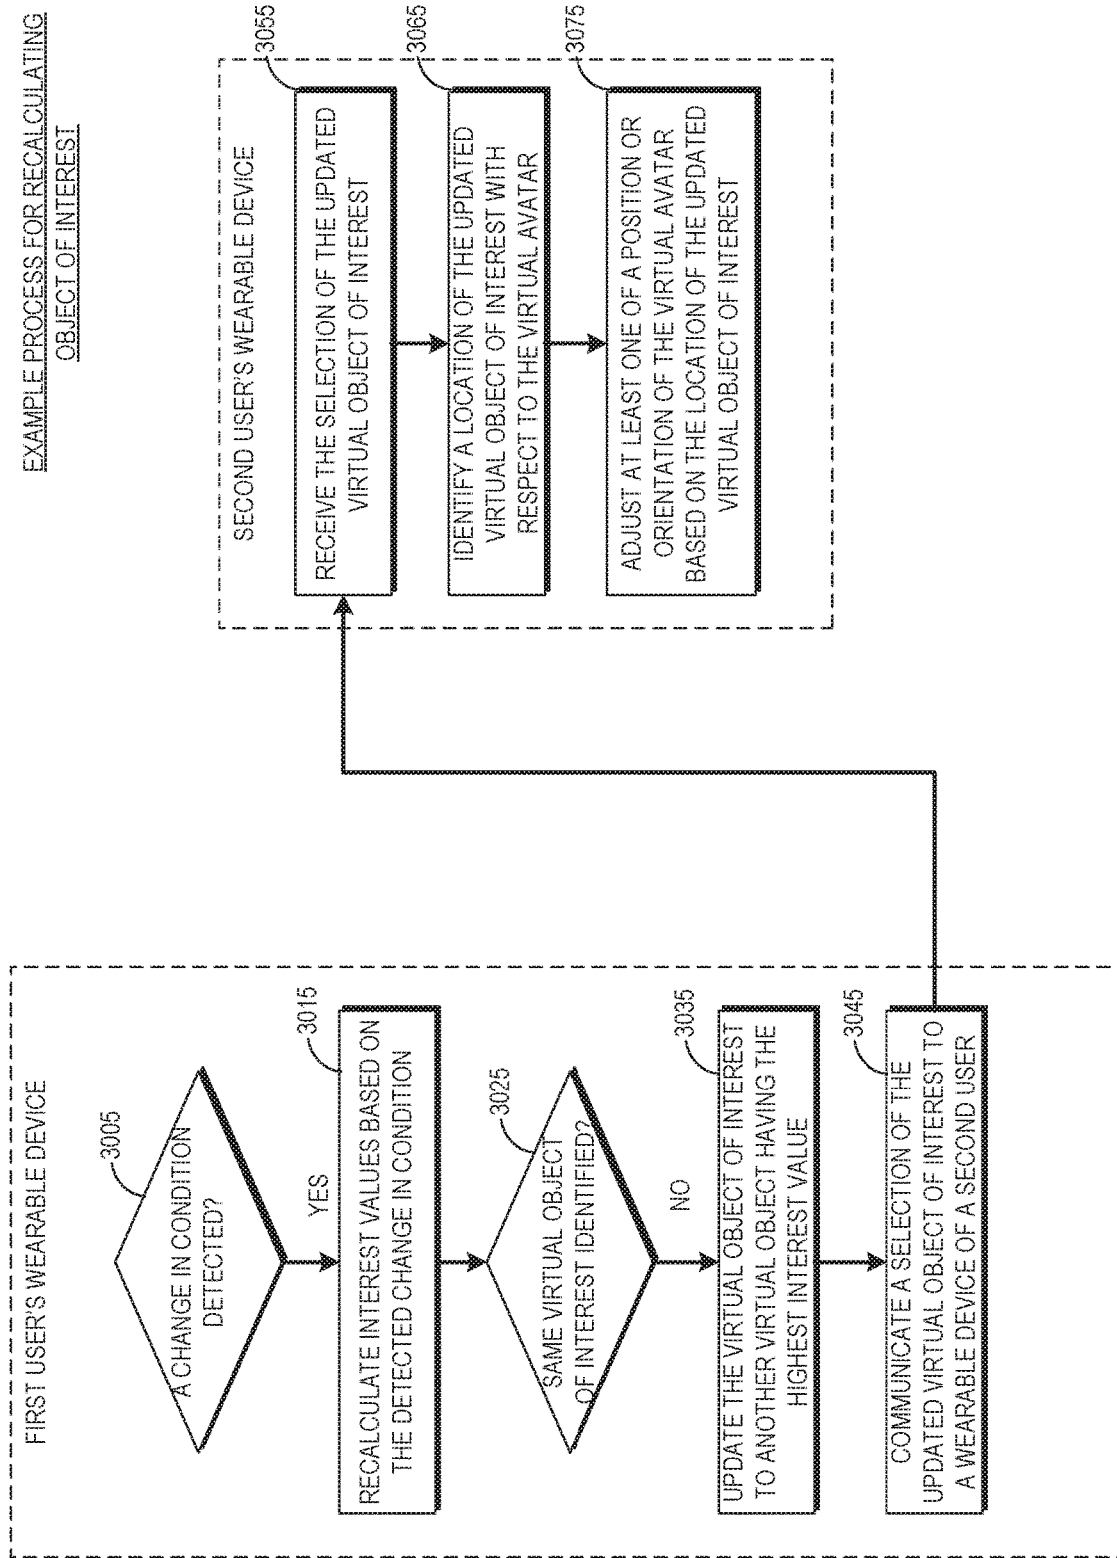 EXAMPLE PROCESS FOR RECALCULATING
OBJECT OF INTEREST
FIRST USER'S WEARABLE DEVICE
3005
A CHANGE IN CONDITION
DETECTED?
YES
3015
RECALCULATE INTEREST VALUES BASED ON
THE DETECTED CHANGE IN CONDITION
3025
SAME VIRTUAL OBJECT
OF INTEREST IDENTIFIED?
NO
3035
UPDATE THE VIRTUAL OBJECT OF INTEREST
TO ANOTHER VIRTUAL OBJECT HAVING THE
HIGHEST INTEREST VALUE
3045
COMMUNICATE A SELECTION OF THE
UPDATED VIRTUAL OBJECT OF INTEREST TO
A WEARABLE DEVICE OF A SECOND USER
SECOND USER'S WEARABLE DEVICE
3055
RECEIVE THE SELECTION OF THE UPDATED
VIRTUAL OBJECT OF INTEREST
3065
IDENTIFY A LOCATION OF THE UPDATED
VIRTUAL OBJECT OF INTEREST WITH
RESPECT TO THE VIRTUAL AVATAR
3075
ADJUST AT LEAST ONE OF A POSITION OR
ORIENTATION OF THE VIRTUAL AVATAR
BASED ON THE LOCATION OF THE UPDATED
VIRTUAL OBJECT OF INTEREST